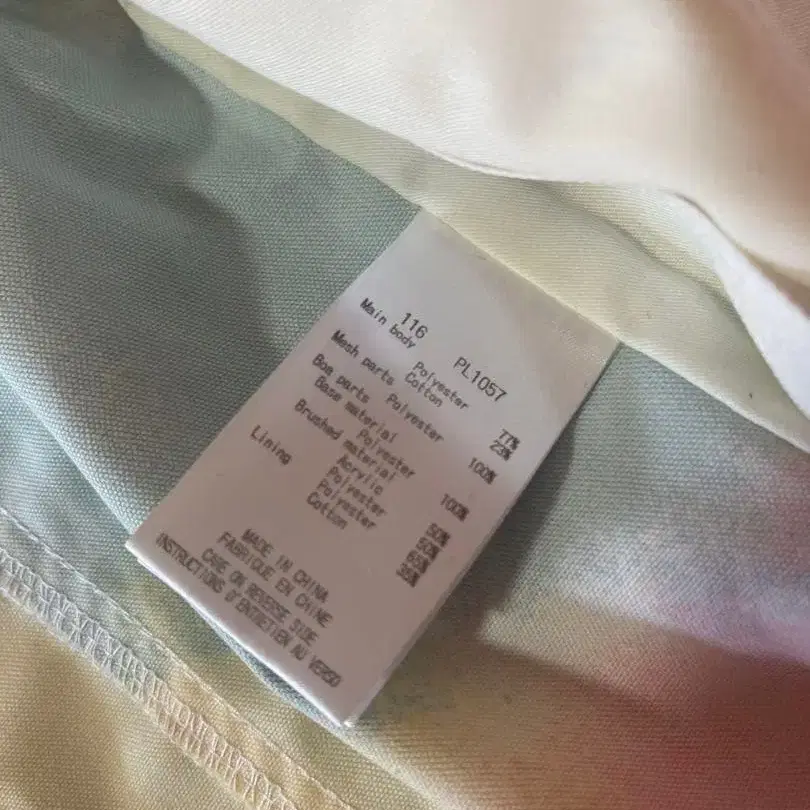 116 PL1057
Main body
Polyester 77%
Cotton 23%
Mesh parts
Polyester 100%
Boa parts
Base material
Polyester 100%
Brushed material
Acrylic 50%
Polyester 50%
Lining
Polyester 65%
Cotton 35%
MADE IN CHINA
FABRIQUE EN CHINE
CRIE ON REVERSE SIDE
INSTRUCTIONS D'ENTRETIEN AU VERSO